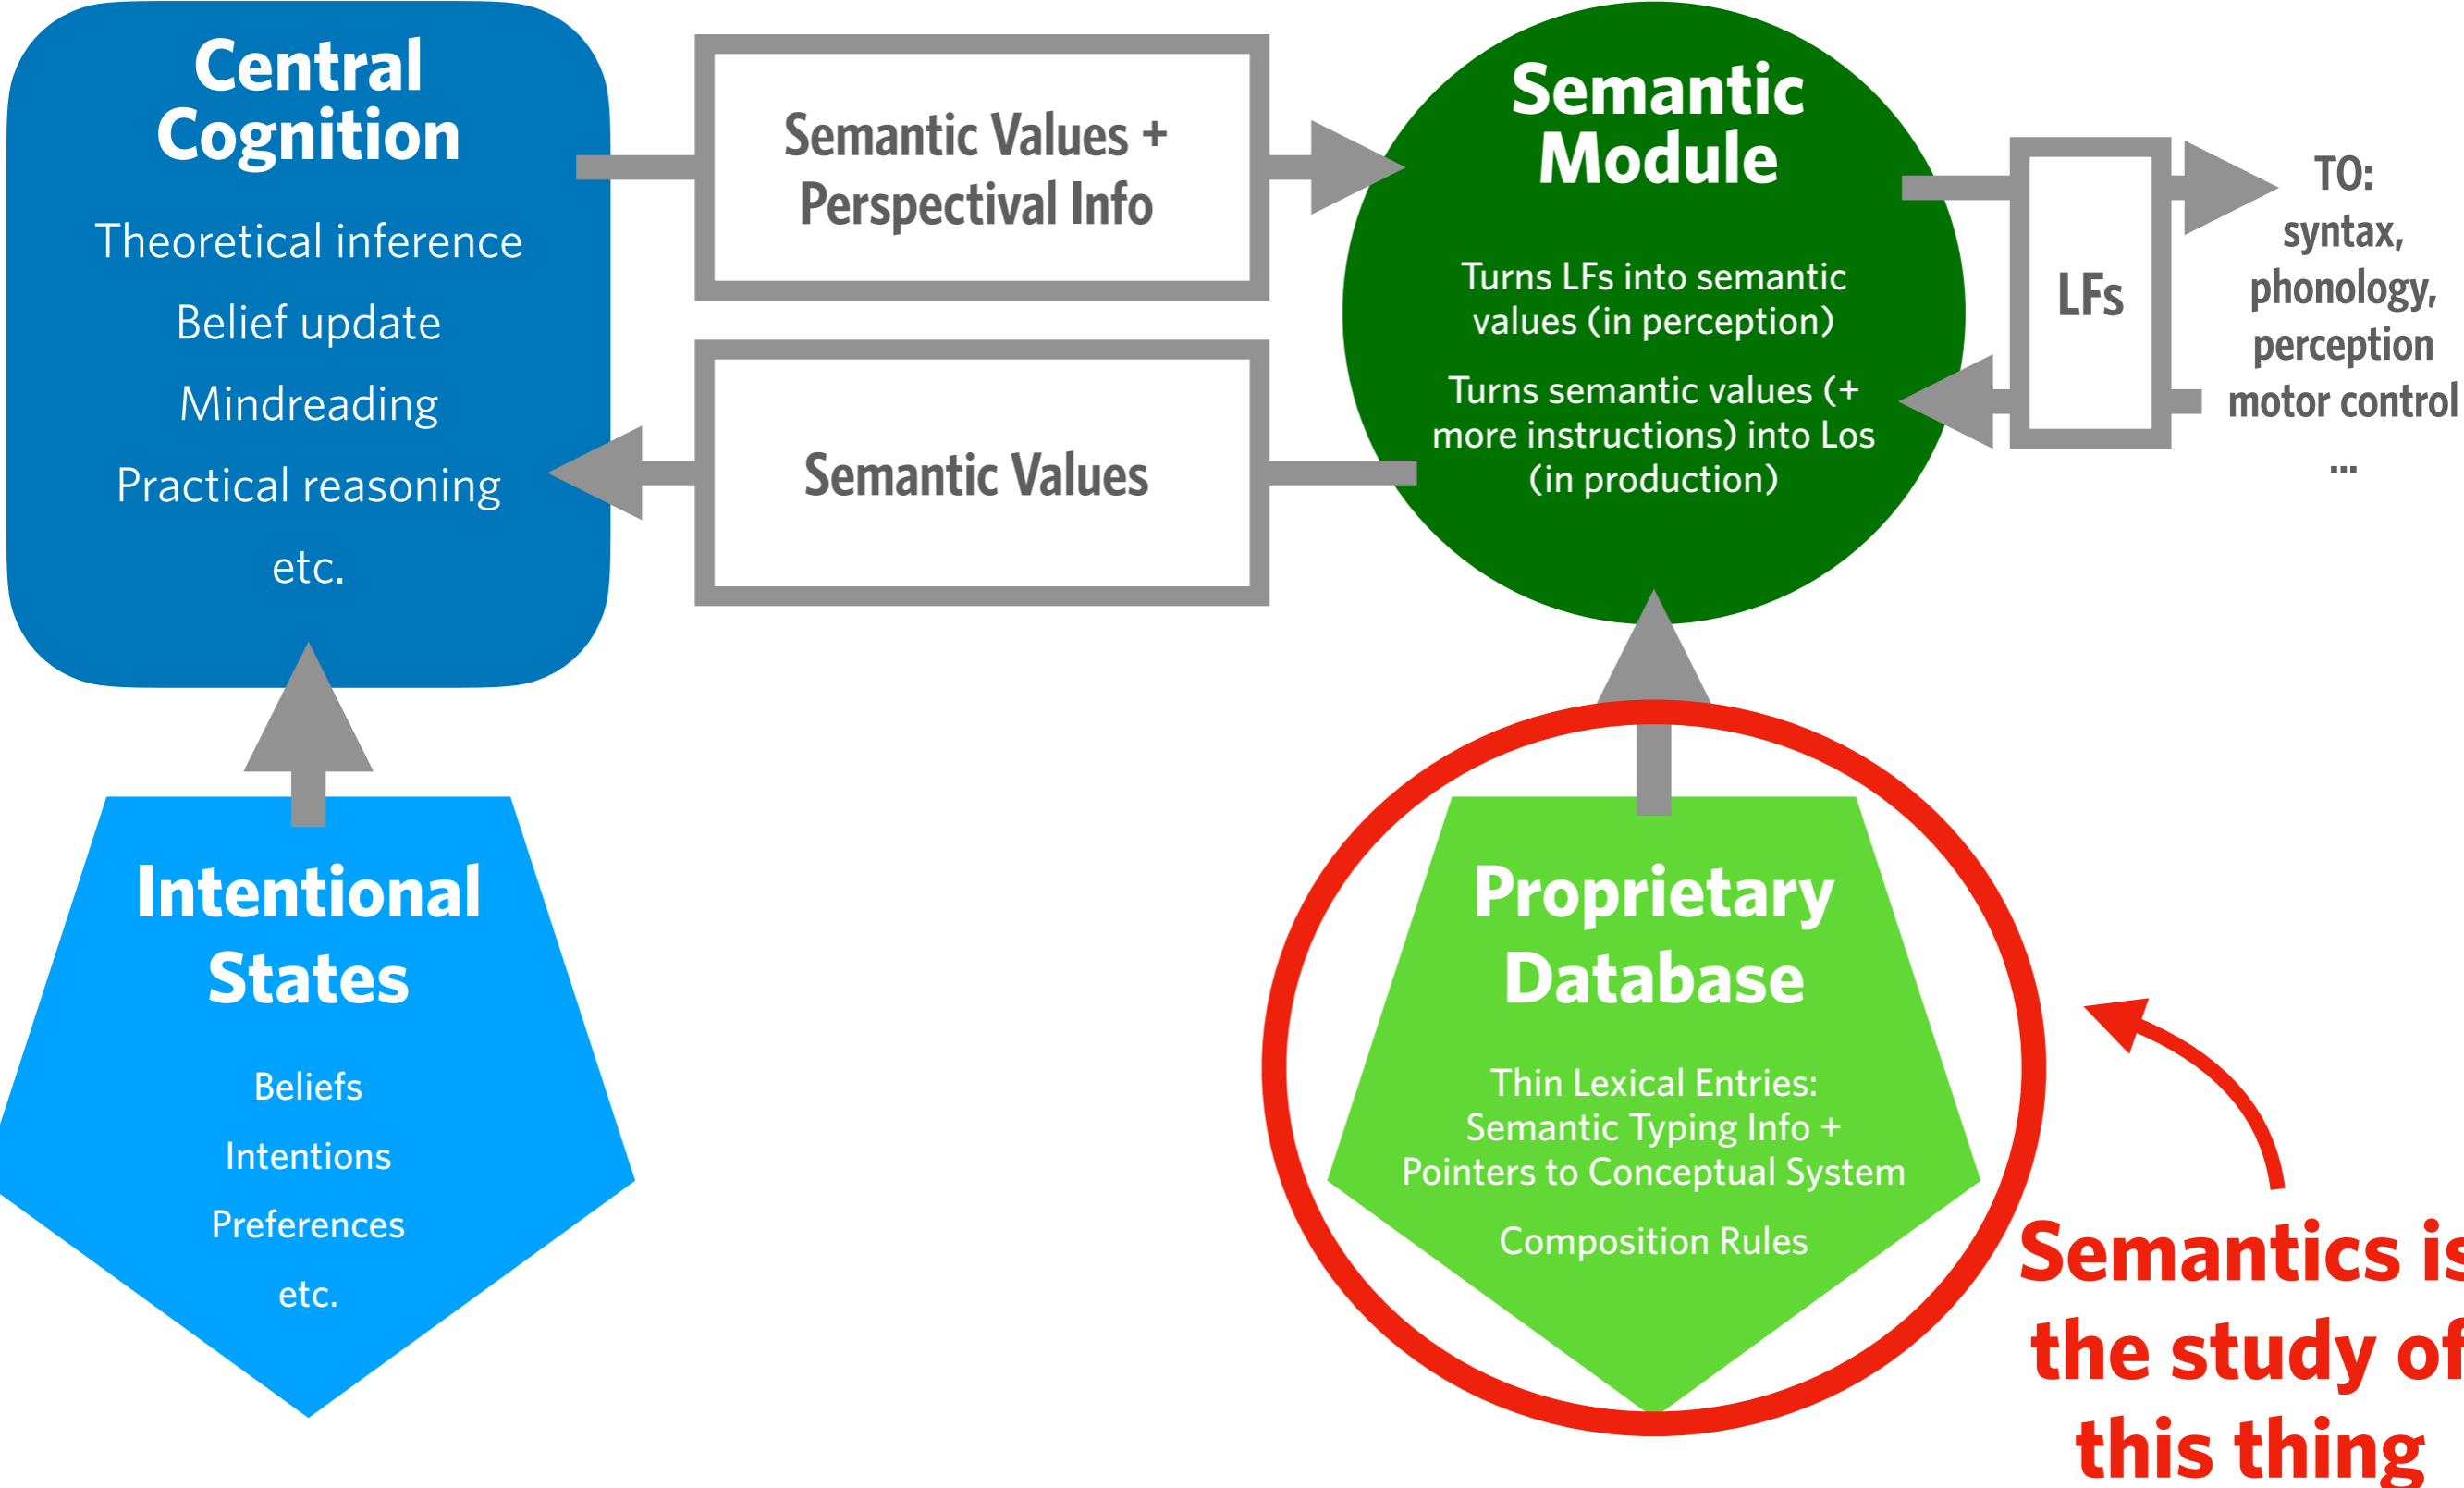 Central
Cognition
Theoretical inference
Belief update
Mindreading
Practical reasoning
etc.
Semantic Values +
Perspectival Info
Semantic Values
Semantic
Module
Turns LFs into semantic
values (in perception)
Turns semantic values (+
more instructions) into Los
(in production)
LFs
TO:
syntax,
phonology,
perception
motor control
...
Intentional
States
Beliefs
Intentions
Preferences
etc.
Proprietary
Database
Thin Lexical Entries:
Semantic Typing Info +
Pointers to Conceptual System
Composition Rules
Semantics is
the study of
this thing